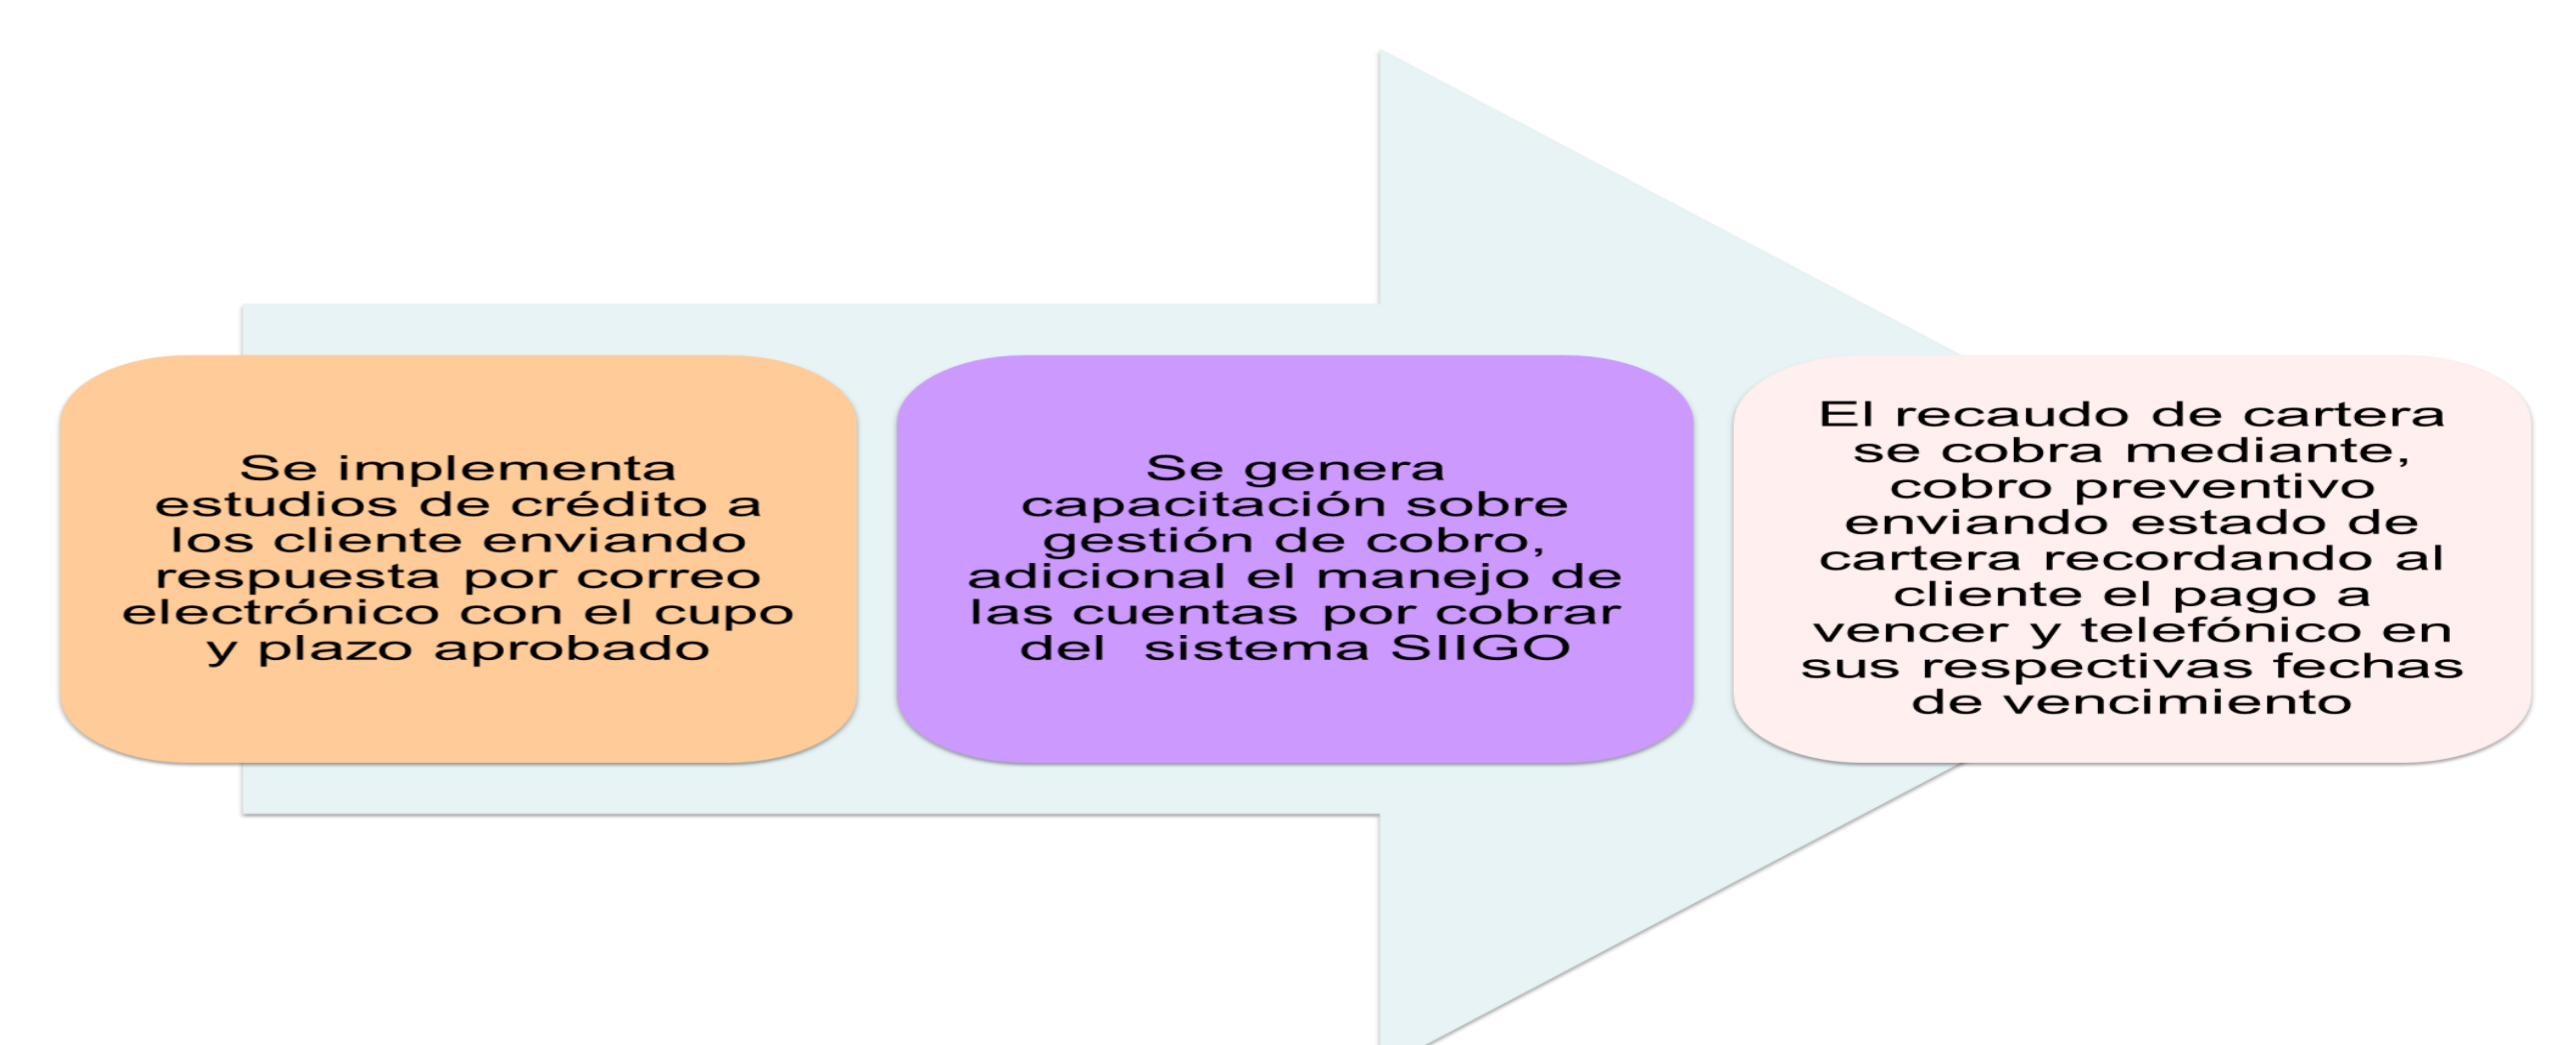 Se implementa
estudios de crédito a
los cliente enviando
respuesta por correo
electrónico con el cupo
y plazo aprobado
Se genera
capacitación sobre
gestión de cobro,
adicional el manejo de
las cuentas por cobrar
del  sistema SIIGO
El recaudo de cartera
se cobra mediante,
cobro preventivo
enviando estado de
cartera recordando al
cliente el pago a
vencer y telefónico en
sus respectivas fechas
de vencimiento